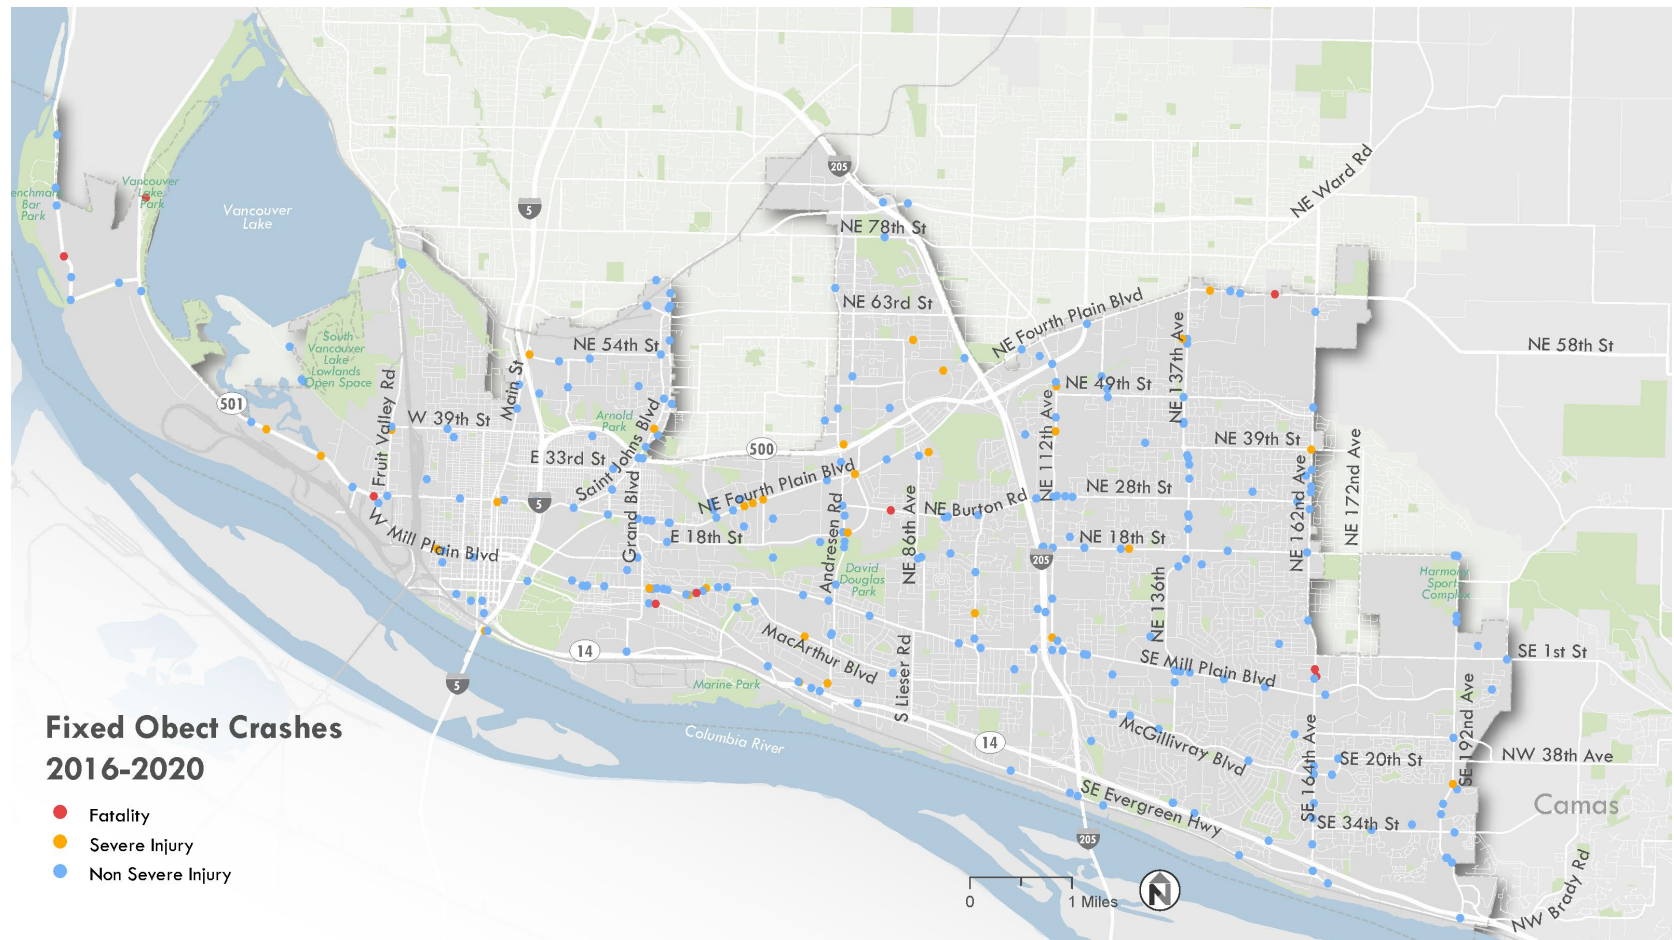 205
NE Ward Rd
enchman
Bar
Park
Vancouver
Lake
Park
Vancouver
Lake
5
NE 78th St
NE 63rd St
NE Fourth Plain Blvd
NE 137th Ave
South
Vancouver
Lake
Lowlands
Open Space
NE 54th St
NE 58th St
Main St
NE 49th St
501
Fruit Valley Rd
W 39th St
Arnold
Park
Saint Johns Blvd
NE 112th Ave
NE 39th St
E 33rd St
500
NE 162nd Ave
NE 172nd Ave
NE Fourth Plain Blvd
NE 28th St
5
Grand Blvd
NE Burton Rd
W Mill Plain Blvd
E 18th St
Andresen Rd
NE 86th Ave
NE 18th St
205
David
Douglas
Park
NE 136th
Harmony
Sports
Complex
14
MacArthur Blvd
S Lieser Rd
SE Mill Plain Blvd
SE 1st St
5
Marine Park
Fixed Obect Crashes
2016-2020
Columbia River
14
McGillivray Blvd
SE 164th Ave
SE 192nd Ave
SE 20th St
NW 38th Ave
SE Evergreen Hwy
SE 34th St
Camas
Fatality
Severe Injury
Non Severe Injury
205
0
1 Miles
N
NW Brady Rd